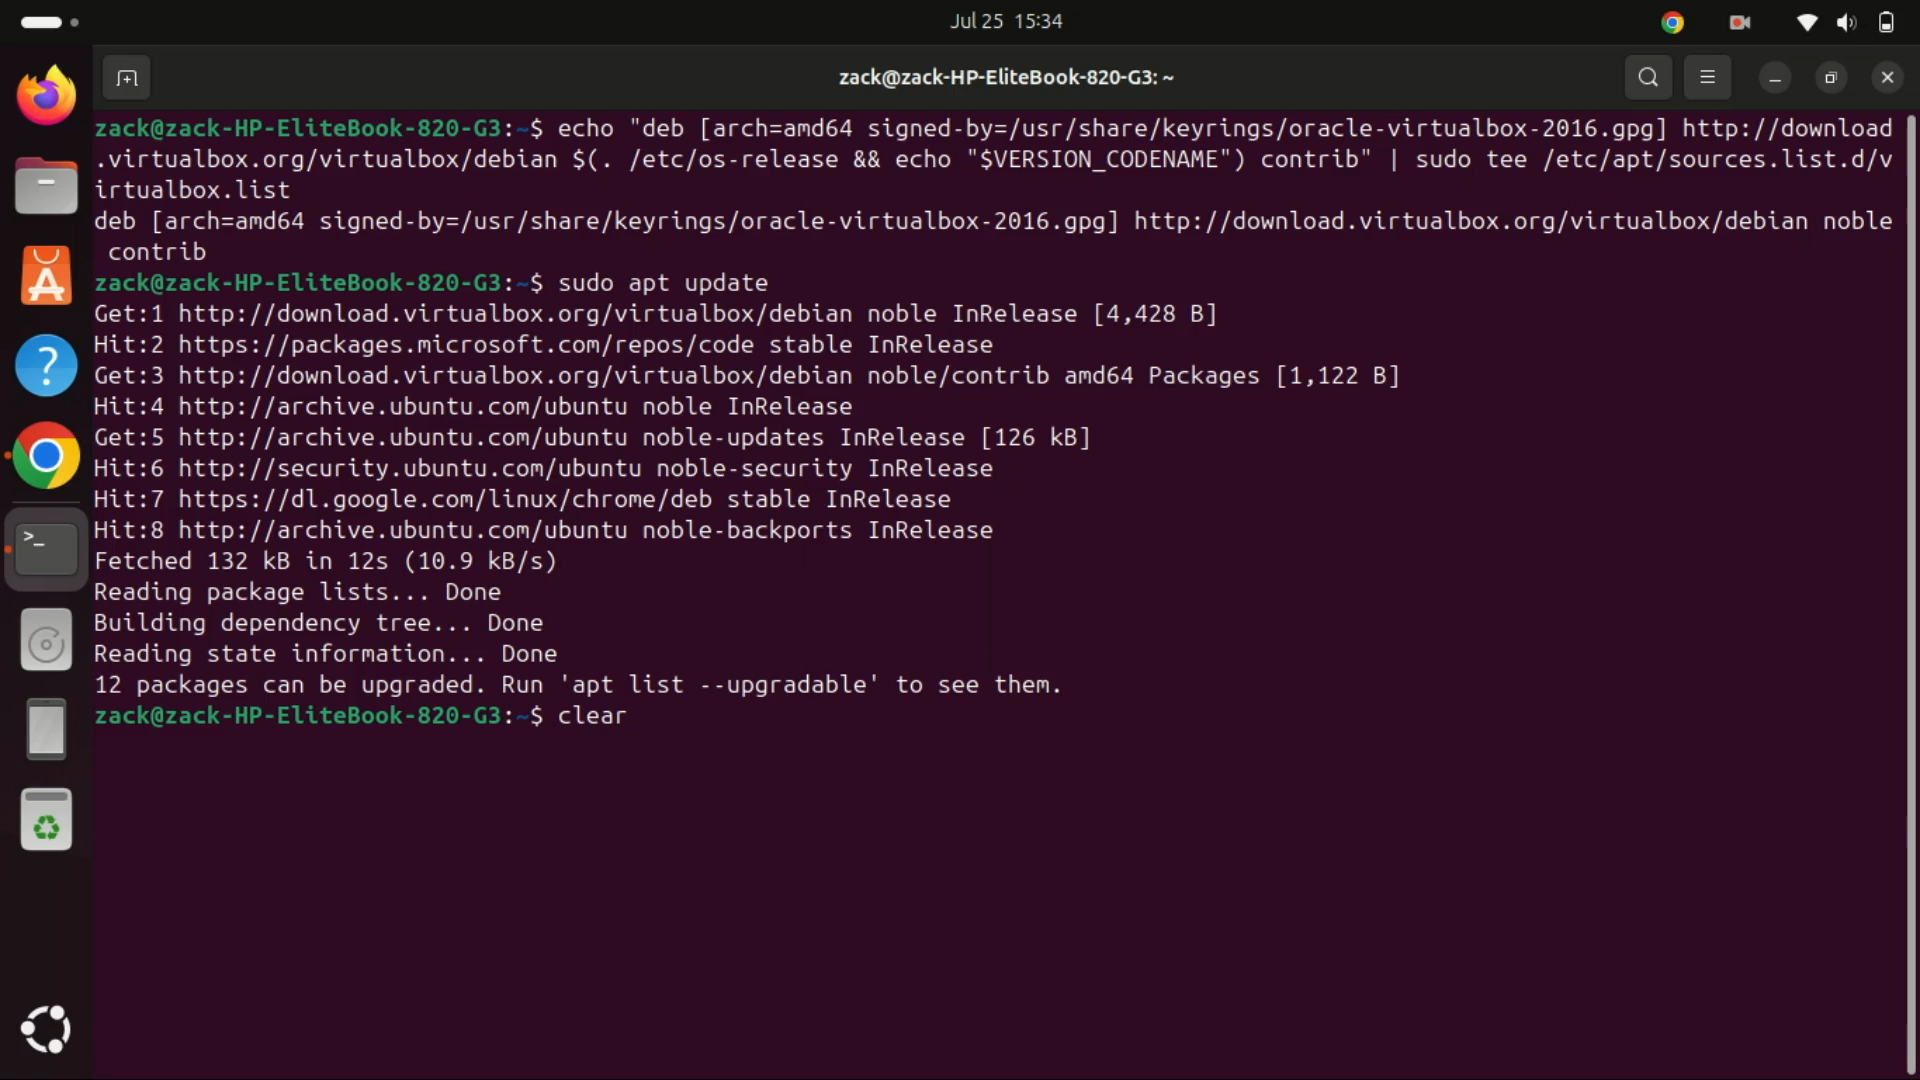 Jul 25 15:34
zack@zack-HP-EliteBook-820-G3: ~
zack@zack-HP-EliteBook-820-G3:~$ echo "deb [arch=amd64 signed-by=/usr/share/keyrings/oracle-virtualbox-2016.gpg] http://download
.virtualbox.org/virtualbox/debian $(. /etc/os-release && echo "$VERSION_CODENAME") contrib" | sudo tee /etc/apt/sources.list.d/v
irtualbox.list
deb [arch=amd64 signed-by=/usr/share/keyrings/oracle-virtualbox-2016.gpg] http://download.virtualbox.org/virtualbox/debian noble
 contrib
zack@zack-HP-EliteBook-820-G3:~$ sudo apt update
Get:1 http://download.virtualbox.org/virtualbox/debian noble InRelease [4,428 B]
Hit:2 https://packages.microsoft.com/repos/code stable InRelease
Get:3 http://download.virtualbox.org/virtualbox/debian noble/contrib amd64 Packages [1,122 B]
Hit:4 http://archive.ubuntu.com/ubuntu noble InRelease
Get:5 http://archive.ubuntu.com/ubuntu noble-updates InRelease [126 kB]
Hit:6 http://security.ubuntu.com/ubuntu noble-security InRelease
Hit:7 https://dl.google.com/linux/chrome/deb stable InRelease
Hit:8 http://archive.ubuntu.com/ubuntu noble-backports InRelease
Fetched 132 kB in 12s (10.9 kB/s)
Reading package lists... Done
Building dependency tree... Done
Reading state information... Done
12 packages can be upgraded. Run 'apt list --upgradable' to see them.
zack@zack-HP-EliteBook-820-G3:~$ clear